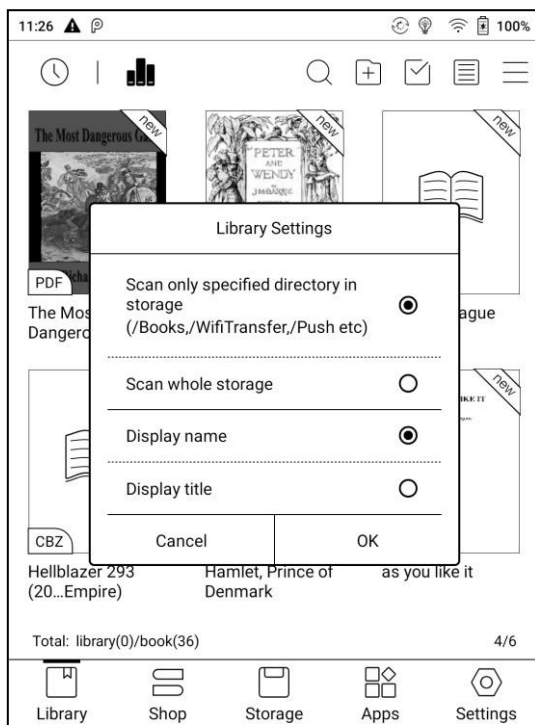 11:26 100%
new new new
The Most Dangerous
PETER
AND
WENDY
J·M·BARRIE
Library Settings
PDF
Scan only specified directory in
storage
(/Books,/WifiTransfer,/Push etc)
The Mos ague
Dangero
Scan whole storage
new
IKE IT
Display name
Display title
CBZ
Cancel OK
Hellblazer 293 Hamlet, Prince of as you like it
(20...Empire) Denmark
Total: library(0)/book(36) 4/6
Library Shop Storage Apps Settings